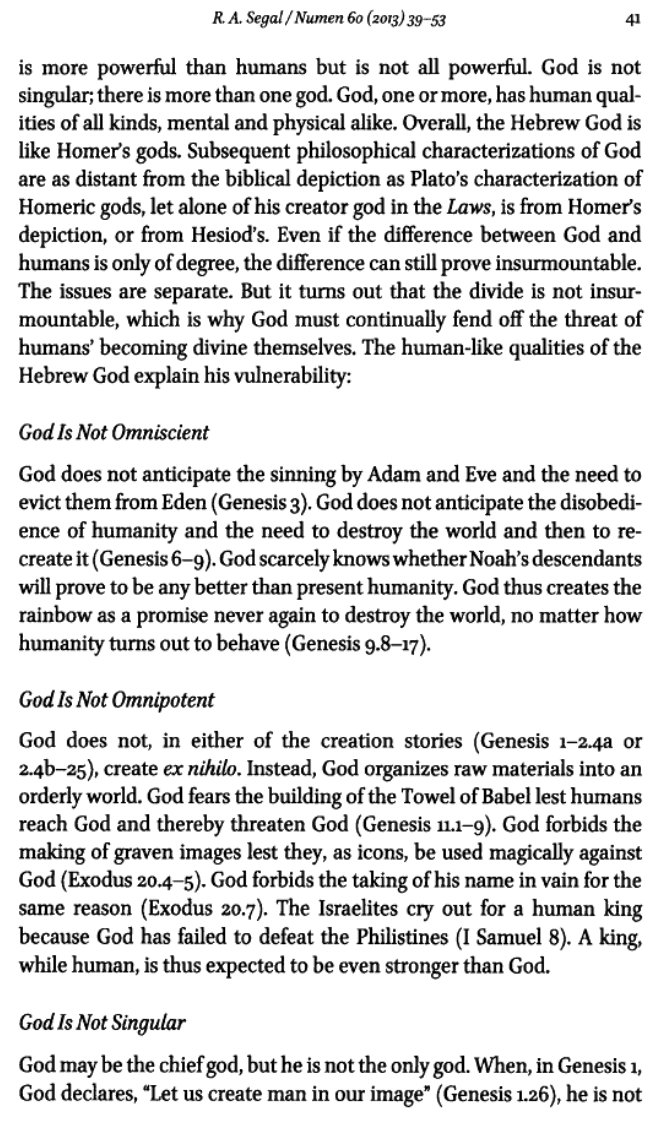 R. A. Segal / Numen 60 (2013) 39–53 41
is more powerful than humans but is not all powerful. God is not
singular; there is more than one god. God, one or more, has human qual-
ities of all kinds, mental and physical alike. Overall, the Hebrew God is
like Homer's gods. Subsequent philosophical characterizations of God
are as distant from the biblical depiction as Plato's characterization of
Homeric gods, let alone of his creator god in the Laws, is from Homer's
depiction, or from Hesiod's. Even if the difference between God and
humans is only of degree, the difference can still prove insurmountable.
The issues are separate. But it turns out that the divide is not insur-
mountable, which is why God must continually fend off the threat of
humans' becoming divine themselves. The human-like qualities of the
Hebrew God explain his vulnerability:
God Is Not Omniscient
God does not anticipate the sinning by Adam and Eve and the need to
evict them from Eden (Genesis 3). God does not anticipate the disobedi-
ence of humanity and the need to destroy the world and then to re-
create it (Genesis 6–9). God scarcely knows whether Noah's descendants
will prove to be any better than present humanity. God thus creates the
rainbow as a promise never again to destroy the world, no matter how
humanity turns out to behave (Genesis 9.8–17).
God Is Not Omnipotent
God does not, in either of the creation stories (Genesis 1–2.4a or
2.4b–25), create ex nihilo. Instead, God organizes raw materials into an
orderly world. God fears the building of the Towel of Babel lest humans
reach God and thereby threaten God (Genesis 11.1–9). God forbids the
making of graven images lest they, as icons, be used magically against
God (Exodus 20.4–5). God forbids the taking of his name in vain for the
same reason (Exodus 20.7). The Israelites cry out for a human king
because God has failed to defeat the Philistines (I Samuel 8). A king,
while human, is thus expected to be even stronger than God.
God Is Not Singular
God may be the chief god, but he is not the only god. When, in Genesis 1,
God declares, "Let us create man in our image" (Genesis 1.26), he is not